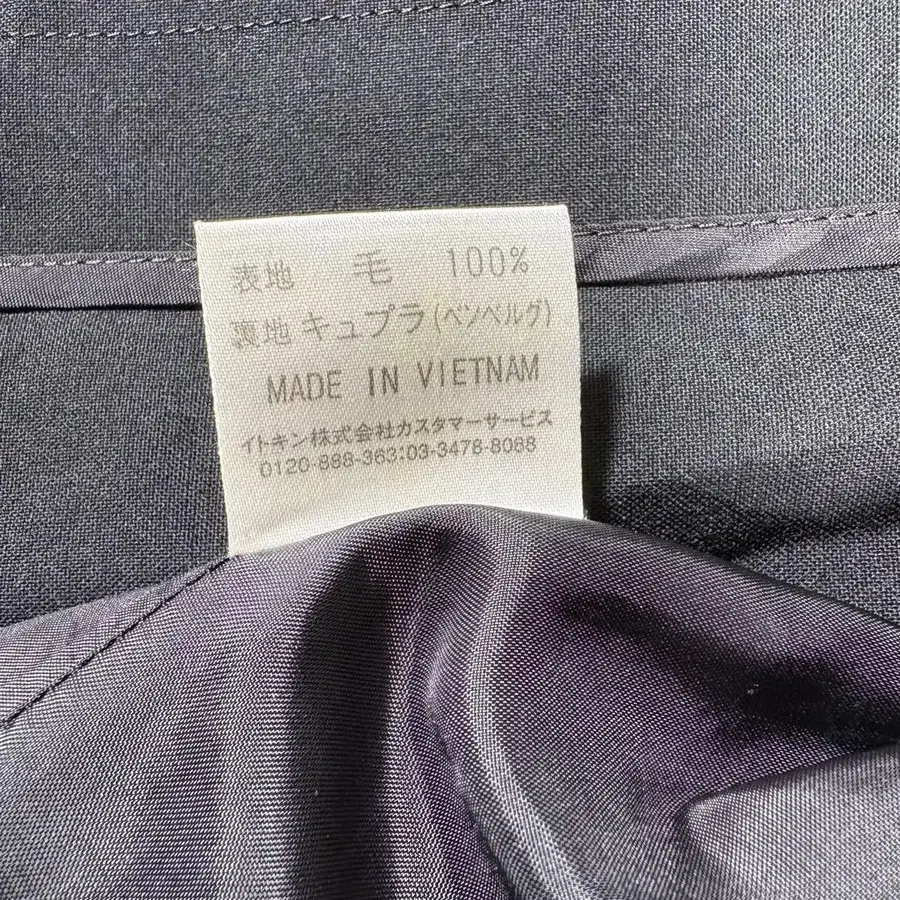 表地 毛 100%
裏地 キュプラ(ベンベルグ)
MADE IN VIETNAM
イトキン株式会社カスタマーサービス
0120-888-363:03-3478-8088